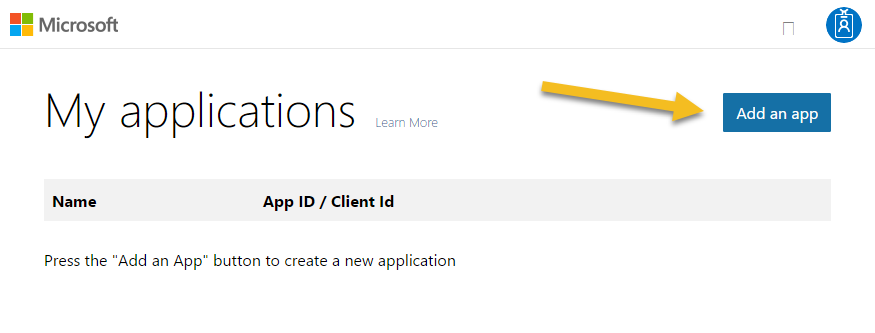 Microsoft
My applications Learn More
Add an app
Name App ID / Client Id
Press the "Add an App" button to create a new application